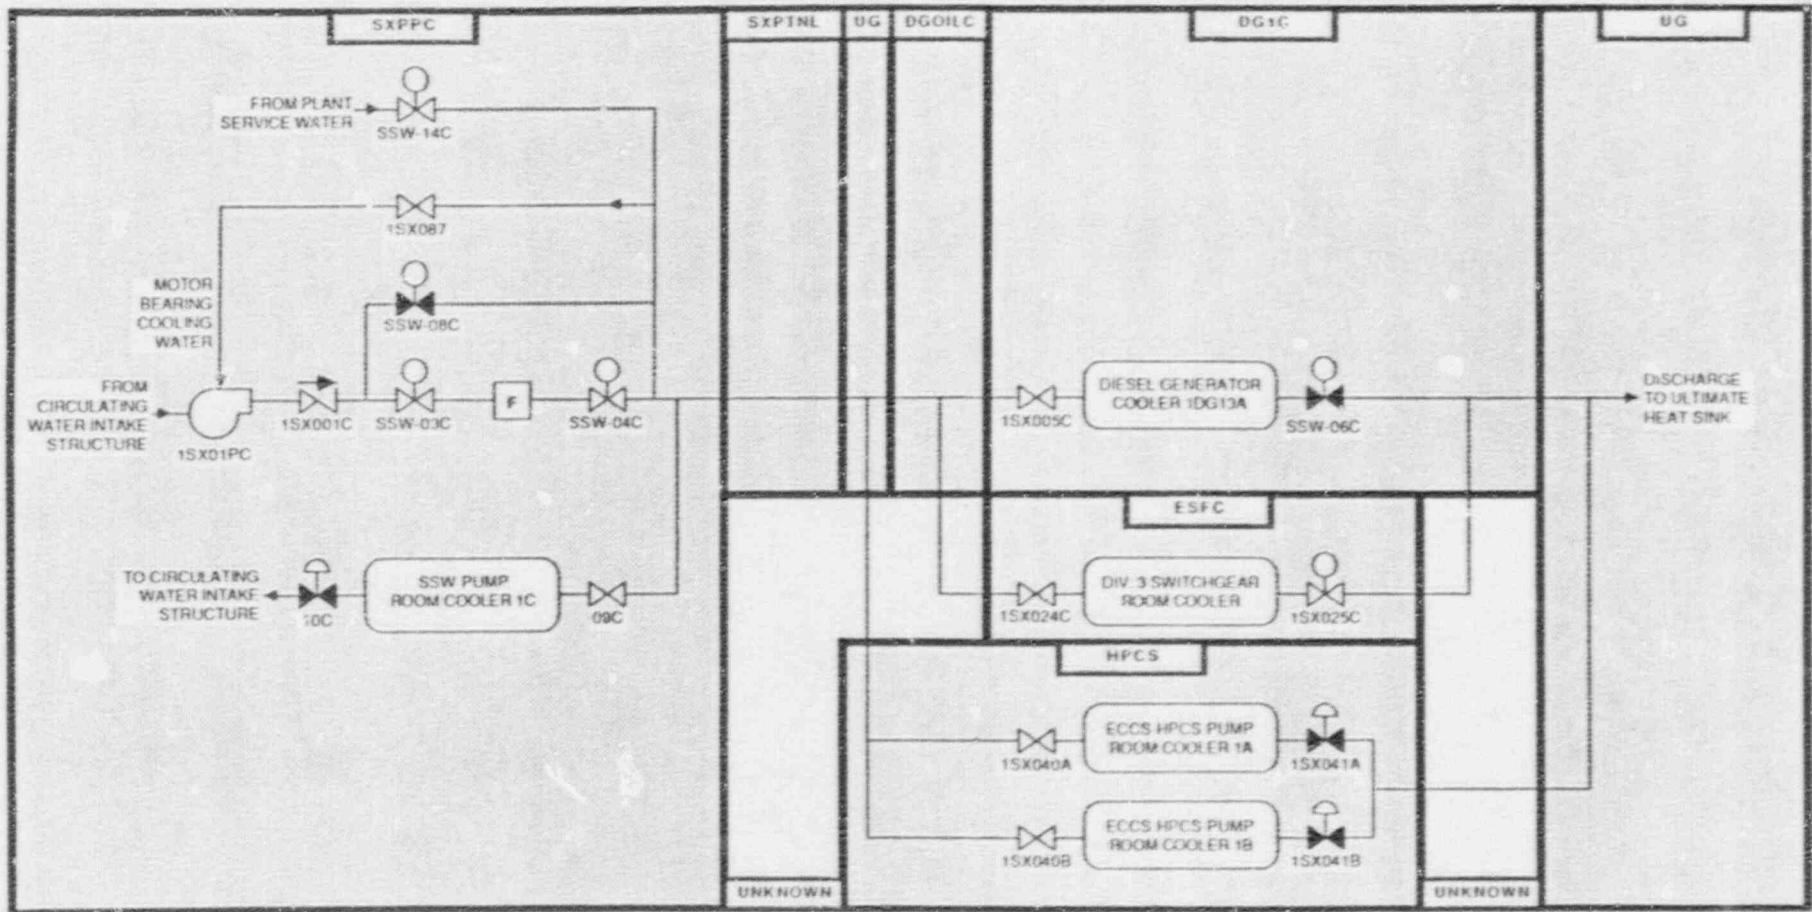 SXPPC
SXPTNL
UG
DGOILC
DG1C
UG
FROM PLANT
SERVICE WATER
SSW-14C
1SX087
MOTOR
BEARING
COOLING
WATER
SSW-08C
FROM
CIRCULATING
WATER INTAKE
STRUCTURE
1SX01PC
1SX001C
SSW-03C
F
SSW-04C
1SX005C
DIESEL GENERATOR
COOLER 1DG13A
SSW-06C
DISCHARGE
TO ULTIMATE
HEAT SINK
ESFC
TO CIRCULATING
WATER INTAKE
STRUCTURE
10C
SSW PUMP
ROOM COOLER 1C
09C
1SX024C
DIV. 3 SWITCHGEAR
ROOM COOLER
1SX025C
HPCS
1SX040A
ECCS HPCS PUMP
ROOM COOLER 1A
1SX041A
1SX040B
ECCS HPCS PUMP
ROOM COOLER 1B
1SX041B
UNKNOWN
UNKNOWN